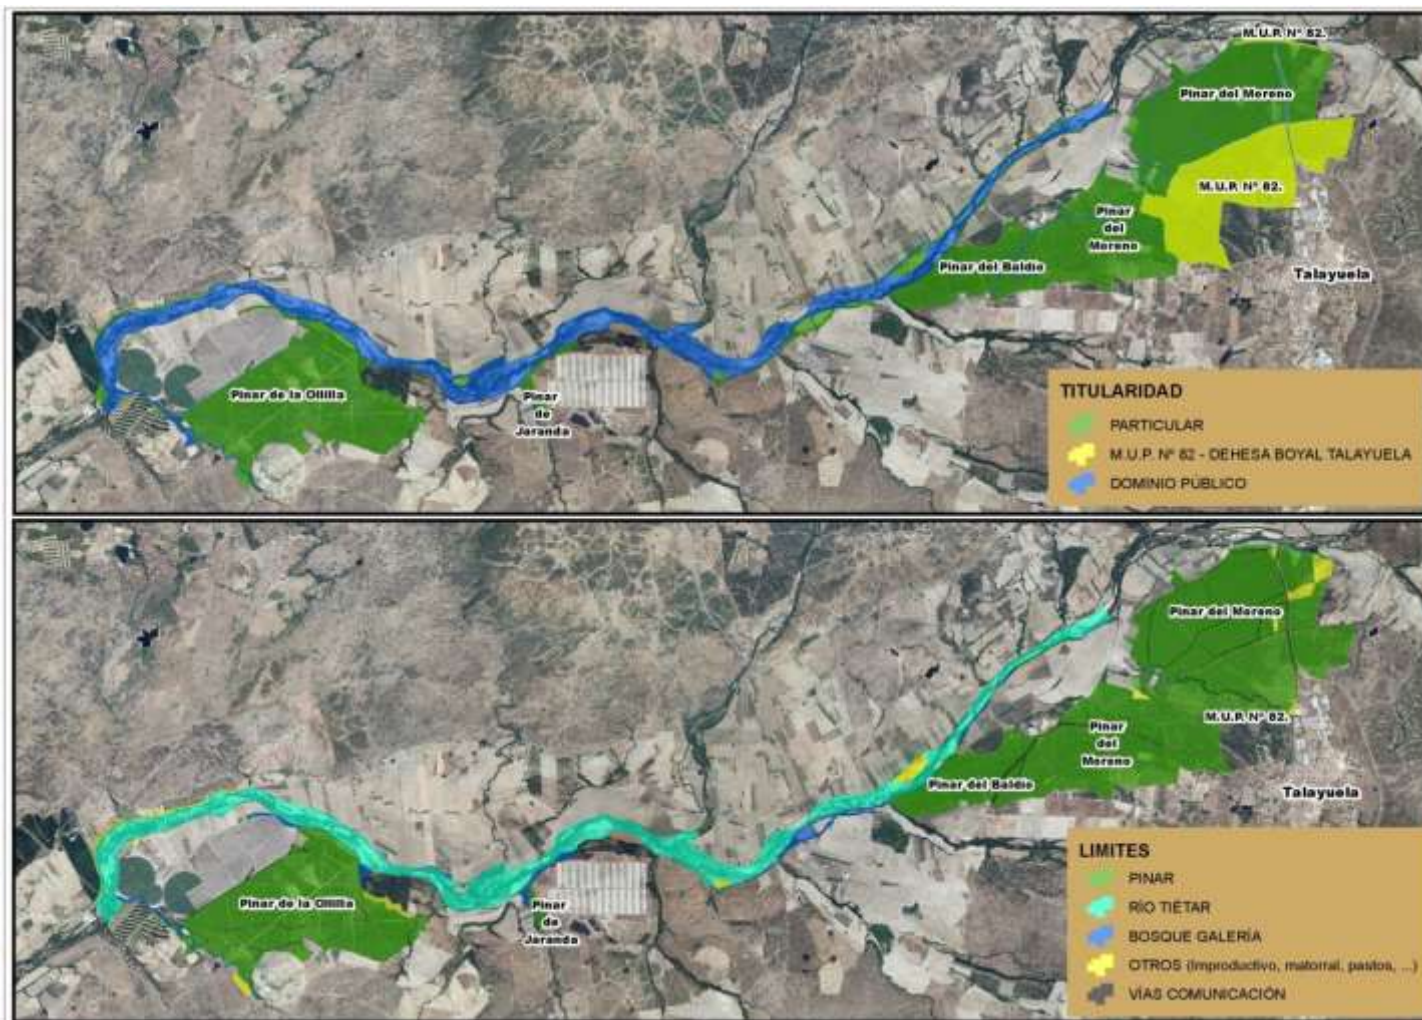 M.U.P. Nº 82.
Pinar del Moreno
M.U.P. Nº 82.
Pinar
del
Moreno
Pinar del Baldío
Talayuela
Pinar de la Ollilla
Pinar
de
Jaranda
TITULARIDAD
PARTICULAR
M.U.P. Nº 82 - DEHESA BOYAL TALAYUELA
DOMINIO PÚBLICO
Pinar del Moreno
M.U.P. Nº 82.
Pinar
del
Moreno
Pinar del Baldío
Talayuela
Pinar de la Ollilla
Pinar
de
Jaranda
LIMITES
PINAR
RÍO TIETAR
BOSQUE GALERÍA
OTROS (Improductivo, matorral, pastos, ...)
VÍAS COMUNICACIÓN